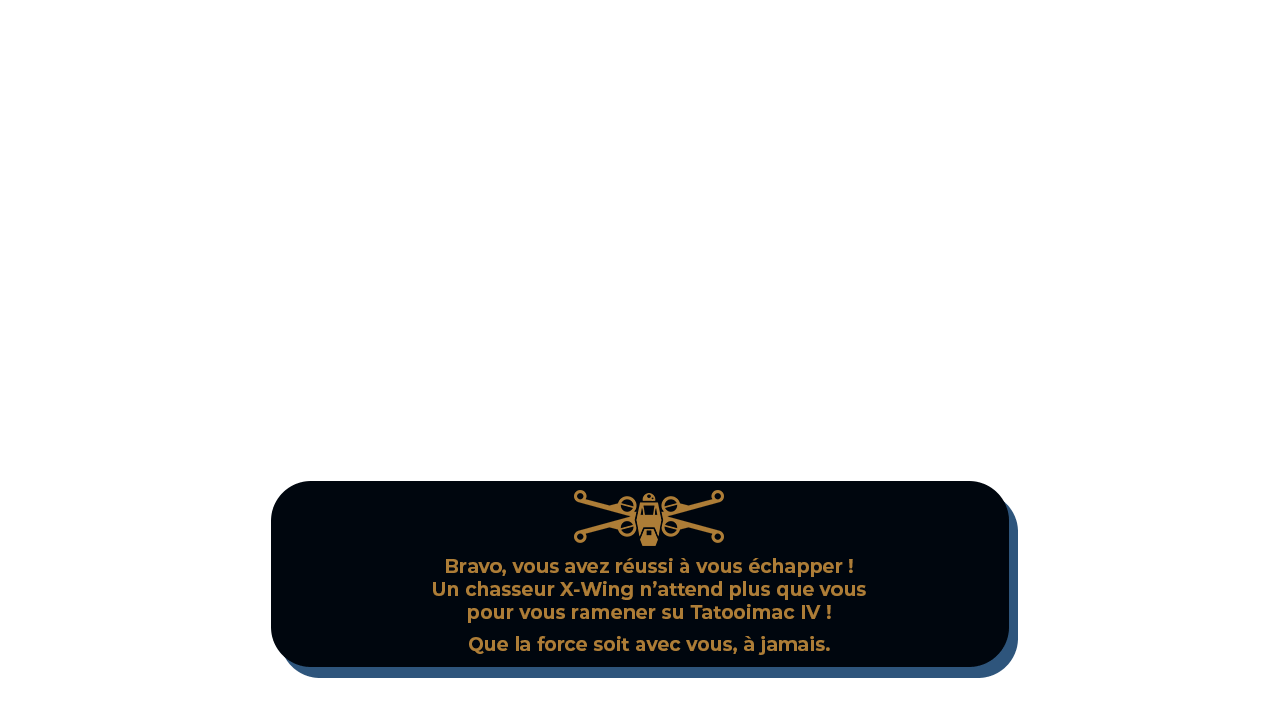 Bravo, vous avez réussi à vous échapper !
Un chasseur X-Wing n’attend plus que vous
pour vous ramener su Tatooimac IV !
Que la force soit avec vous, à jamais.